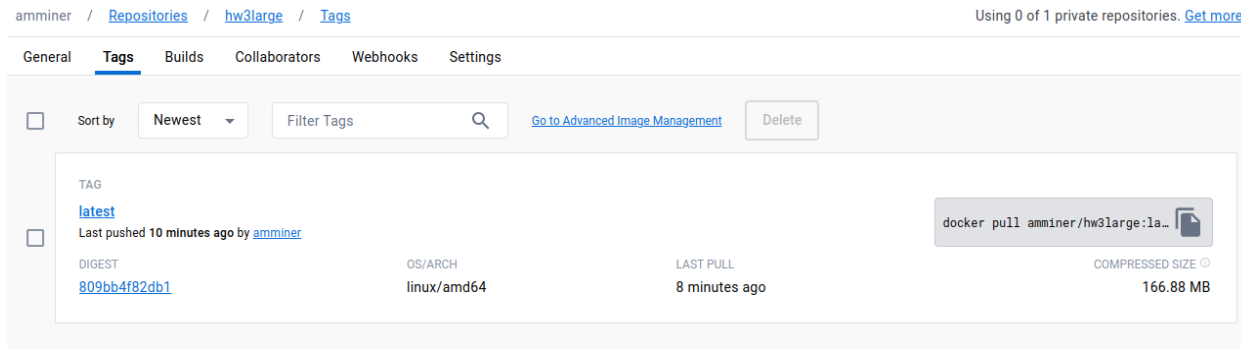 amminer / Repositories / hw3large / Tags Using 0 of 1 private repositories. Get more
General Tags Builds Collaborators Webhooks Settings
Sort by Newest Filter Tags Go to Advanced Image Management Delete
TAG
latest
docker pull amminer/hw3large:la…
Last pushed 10 minutes ago by amminer
DIGEST OS/ARCH LAST PULL COMPRESSED SIZE
809bb4f82db1 linux/amd64 8 minutes ago 166.88 MB